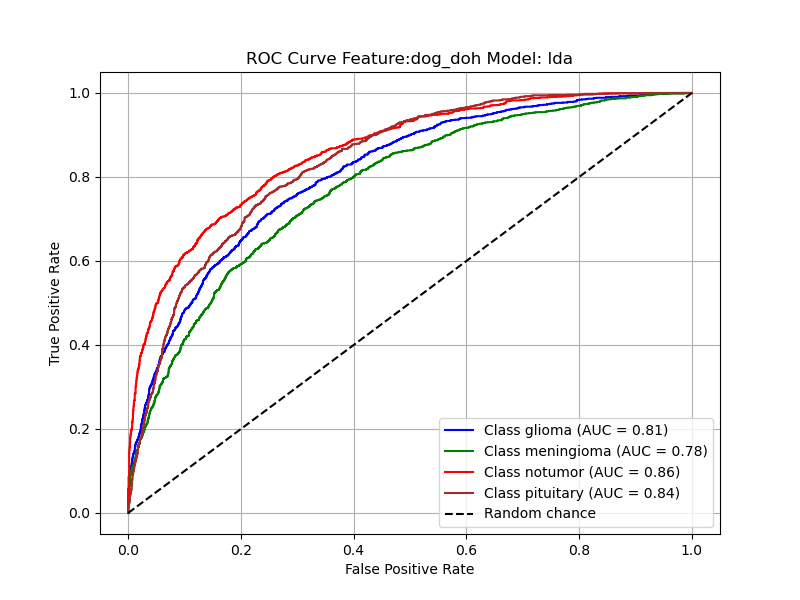 ROC Curve Feature:dog_doh Model: lda
True Positive Rate
1.0
0.8
0.6
0.4
0.2
0.0
Class glioma (AUC = 0.81)
Class meningioma (AUC = 0.78)
Class notumor (AUC = 0.86)
Class pituitary (AUC = 0.84)
Random chance
0.0 0.2 0.4 0.6 0.8 1.0
False Positive Rate